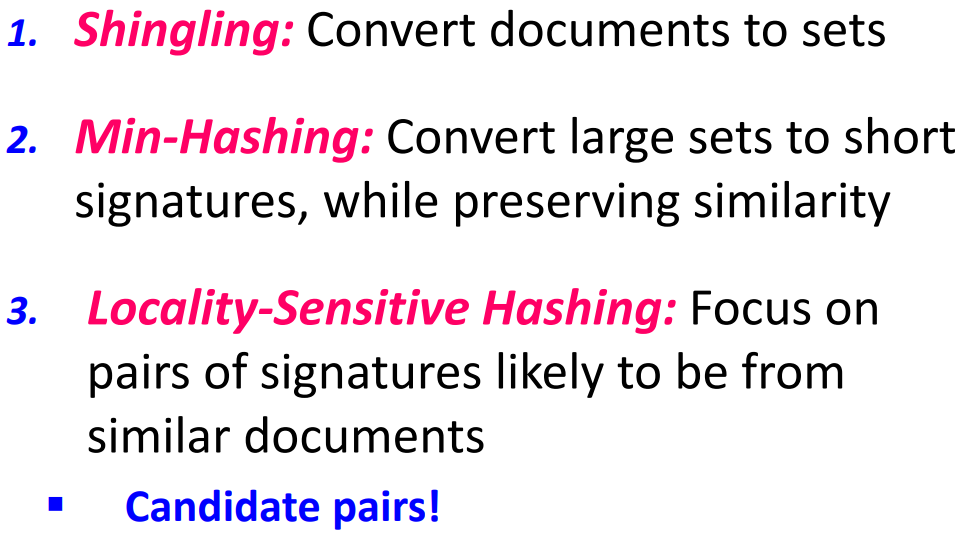 1. Shingling: Convert documents to sets
2. Min-Hashing: Convert large sets to short
signatures, while preserving similarity
3. Locality-Sensitive Hashing: Focus on
pairs of signatures likely to be from
similar documents
▪ Candidate pairs!